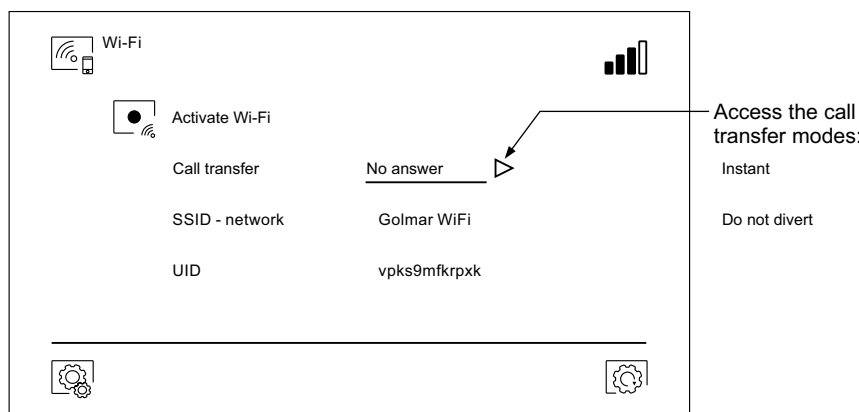 Wi-Fi
Activate Wi-Fi
Access the call
transfer modes:
Call transfer No answer Instant
SSID - network Golmar WiFi Do not divert
UID vpks9mfkrpxk